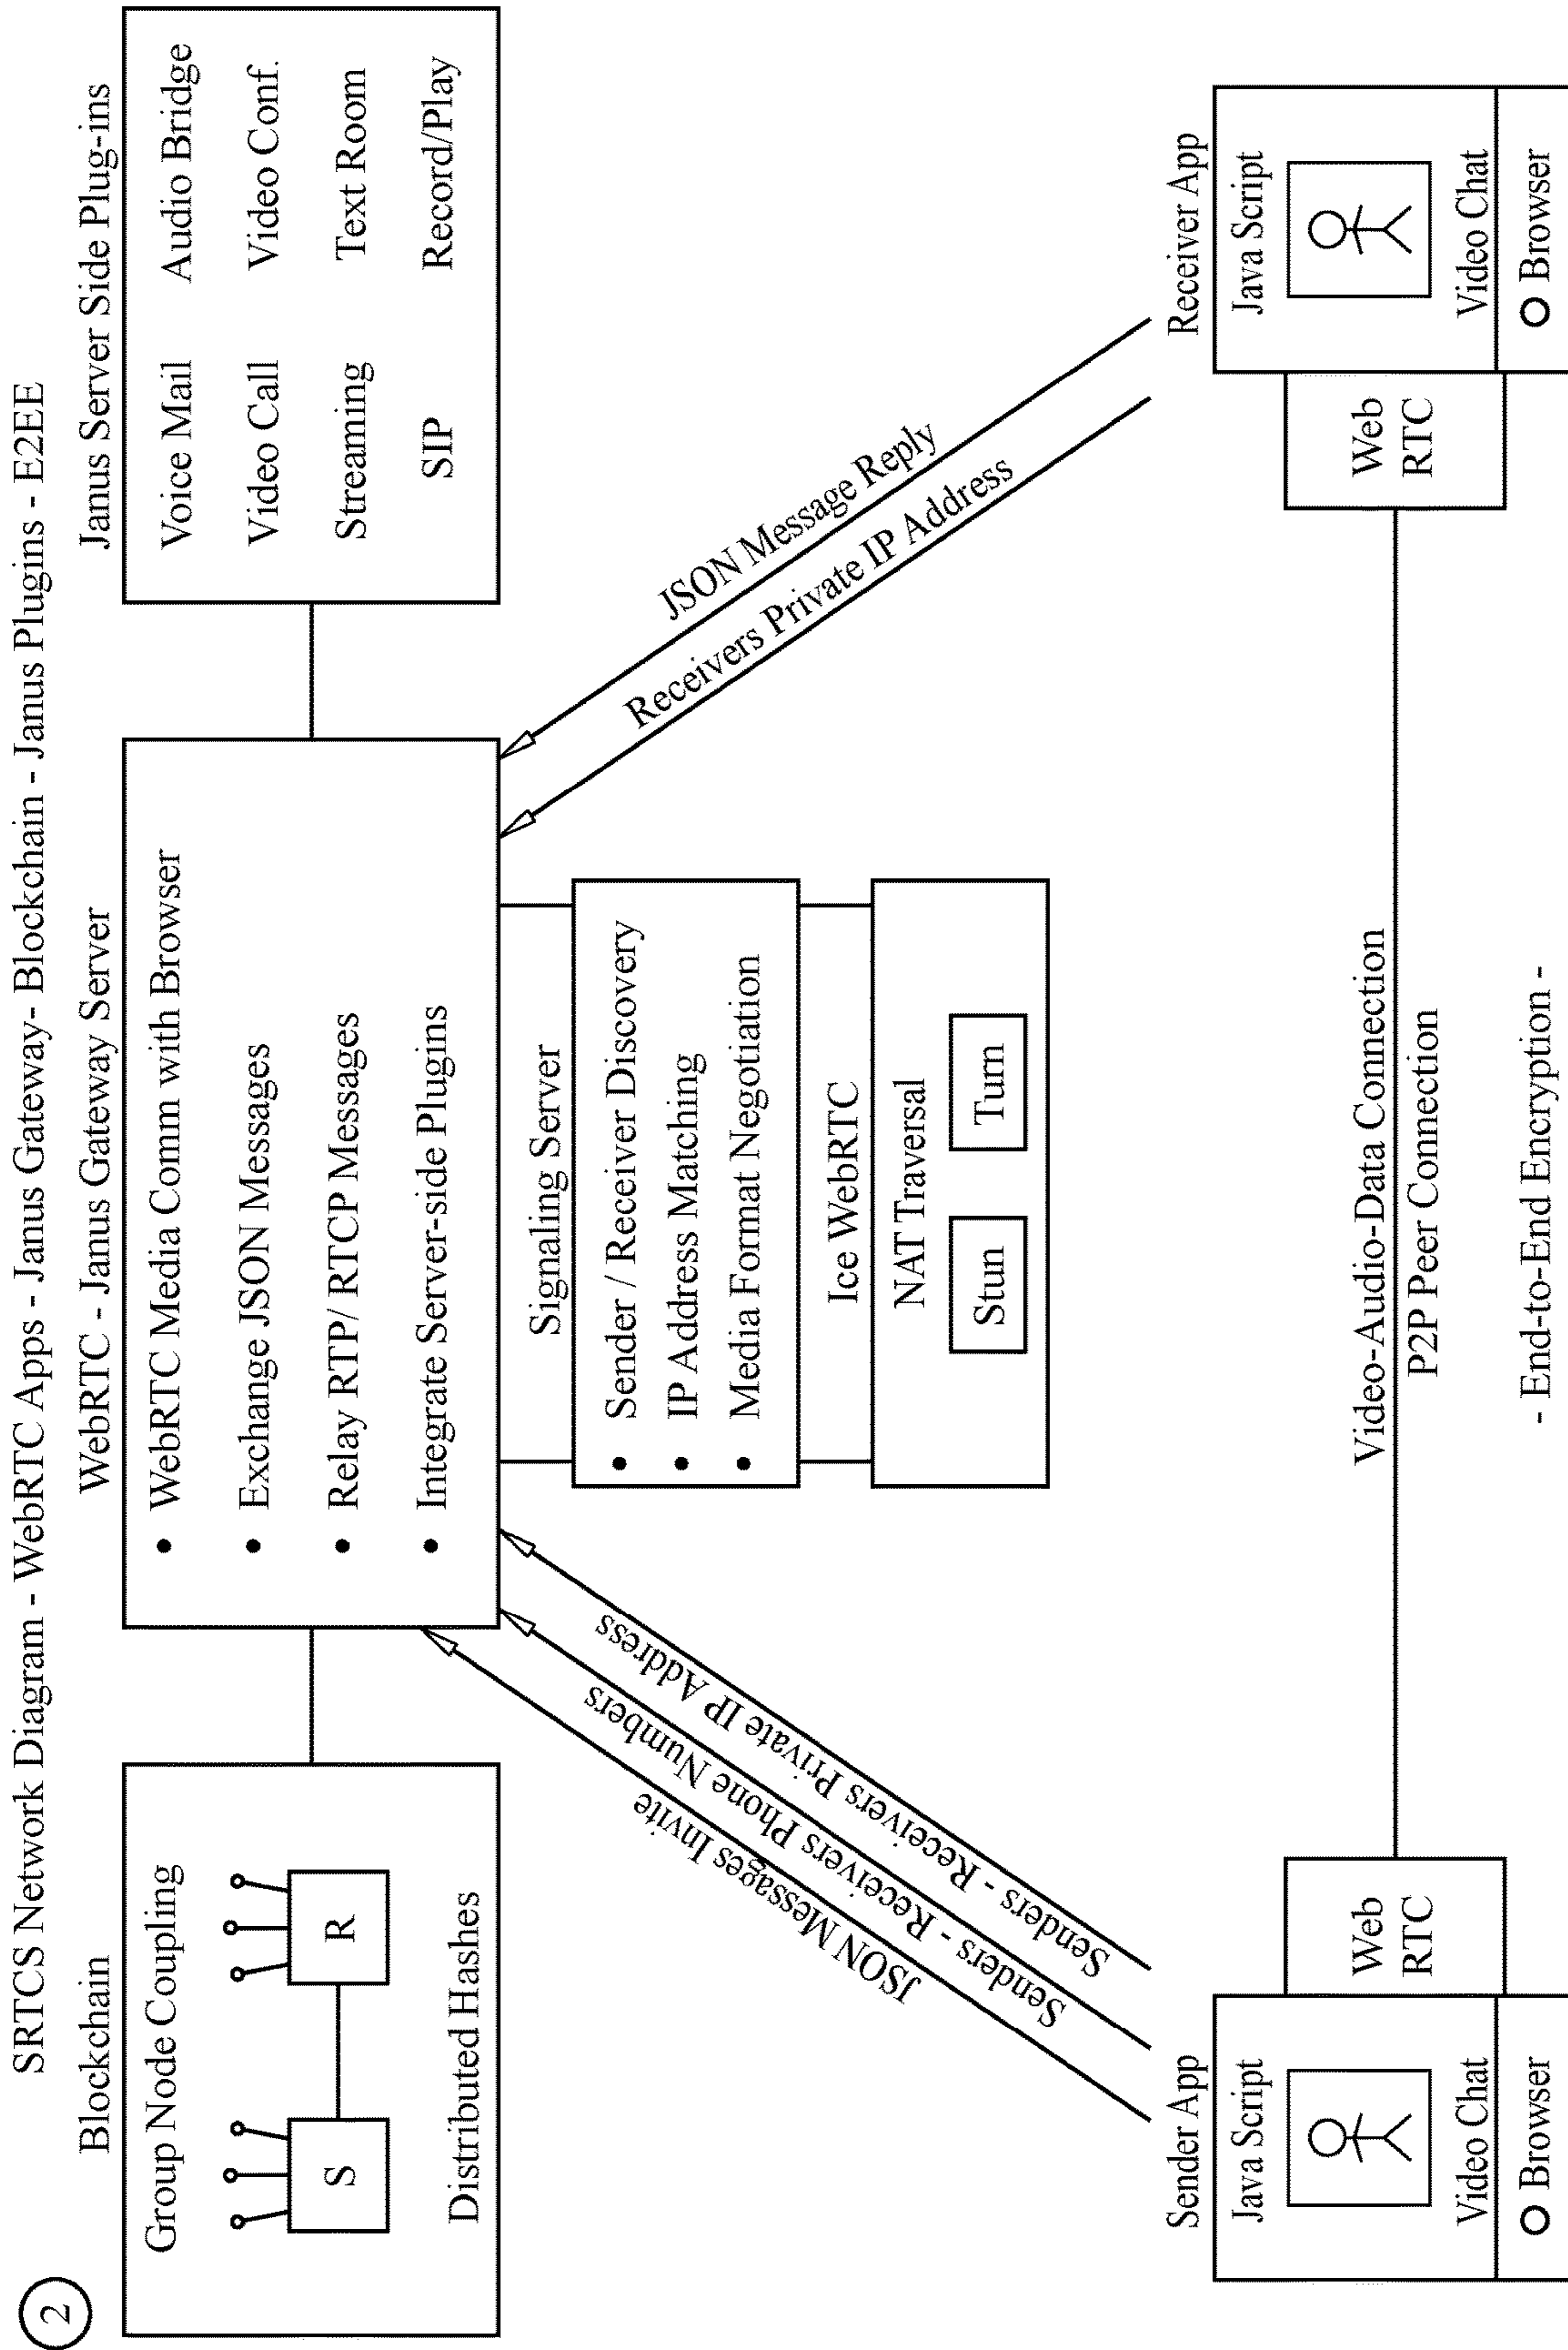 2
SRTCS Network Diagram - WebRTC Apps - Janus Gateway- Blockchain - Janus Plugins - E2EE
Blockchain
Group Node Coupling
S
R
Distributed Hashes
WebRTC - Janus Gateway Server
• WebRTC Media Comm with Browser
• Exchange JSON Messages
• Relay RTP/ RTCP Messages
• Integrate Server-side Plugins
Janus Server Side Plug-ins
Voice Mail Audio Bridge
Video Call Video Conf.
Streaming Text Room
SIP Record/Play
Signaling Server
• Sender / Receiver Discovery
• IP Address Matching
• Media Format Negotiation
Ice WebRTC
NAT Traversal
Stun Turn
JSON Messages Invite
Senders - Receivers Phone Numbers
Senders - Receivers Private IP Address
JSON Message Reply
Receivers Private IP Address
Sender App
Java Script
Video Chat
Browser
Web
RTC
Video-Audio-Data Connection
P2P Peer Connection
- End-to-End Encryption -
Web
RTC
Receiver App
Java Script
Video Chat
Browser